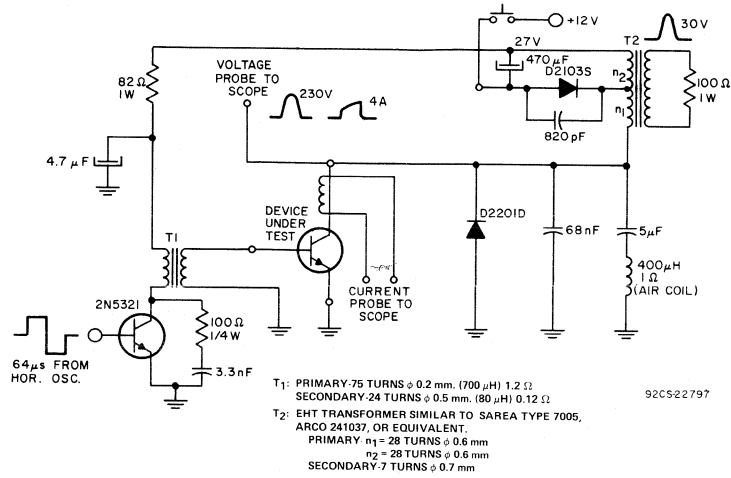 +12V
27V
T2
30V
470μF
D2103S
n2
n1
100Ω
1W
820pF
VOLTAGE
PROBE TO
SCOPE
230V
4A
82Ω
1W
4.7μF
DEVICE
UNDER
TEST
T1
D2201D
68nF
5μF
400μH
1Ω
(AIR COIL)
CURRENT
PROBE TO
SCOPE
2N5321
100Ω
1/4W
3.3nF
64μs FROM
HOR. OSC.
T1: PRIMARY-75 TURNS ϕ 0.2 mm. (700 μH) 1.2 Ω
SECONDARY-24 TURNS ϕ 0.5 mm. (80 μH) 0.12 Ω
T2: EHT TRANSFORMER SIMILAR TO SAREA TYPE 7005,
ARCO 241037, OR EQUIVALENT.
PRIMARY- n1 = 28 TURNS ϕ 0.6 mm
n2 = 28 TURNS ϕ 0.6 mm
SECONDARY-7 TURNS ϕ 0.7 mm
92CS-22797